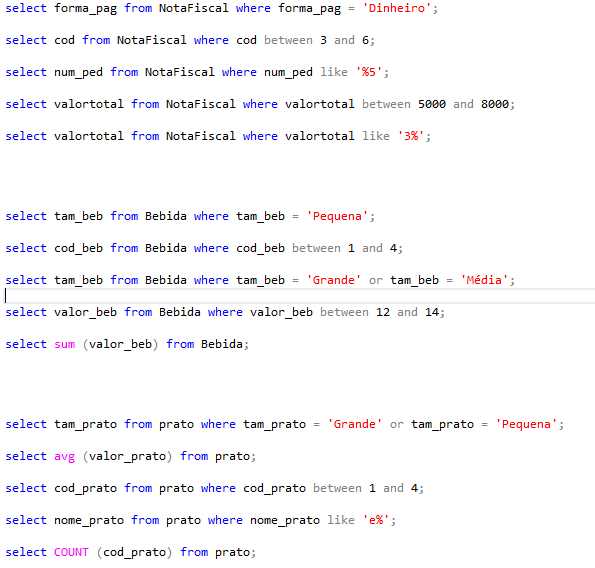 select forma_pag from NotaFiscal where forma_pag = 'Dinheiro';
select cod from NotaFiscal where cod between 3 and 6;
select num_ped from NotaFiscal where num_ped like '%5';
select valortotal from NotaFiscal where valortotal between 5000 and 8000;
select valortotal from NotaFiscal where valortotal like '3%';
select tam_beb from Bebida where tam_beb = 'Pequena';
select cod_beb from Bebida where cod_beb between 1 and 4;
select tam_beb from Bebida where tam_beb = 'Grande' or tam_beb = 'Média';
select valor_beb from Bebida where valor_beb between 12 and 14;
select sum (valor_beb) from Bebida;
select tam_prato from prato where tam_prato = 'Grande' or tam_prato = 'Pequena';
select avg (valor_prato) from prato;
select cod_prato from prato where cod_prato between 1 and 4;
select nome_prato from prato where nome_prato like 'e%';
select COUNT (cod_prato) from prato;